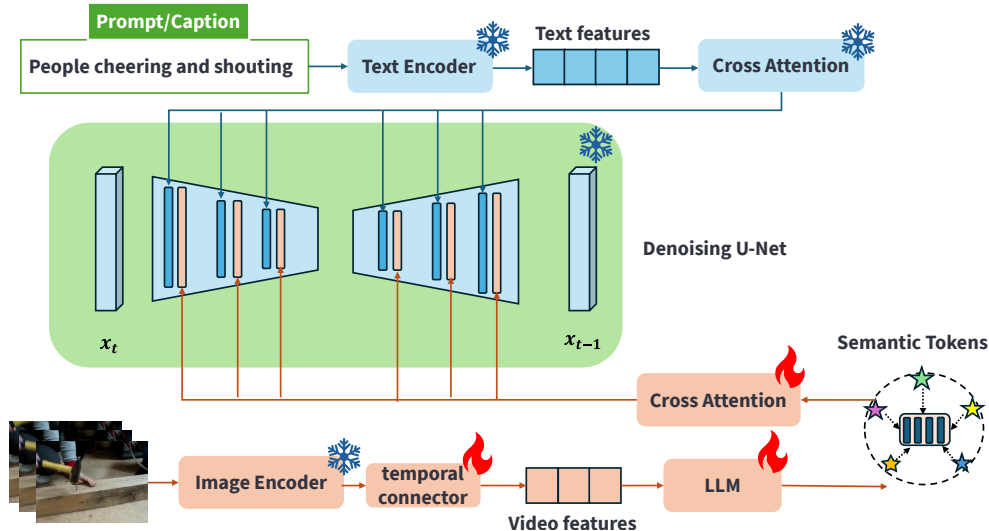 Prompt/Caption
People cheering and shouting
Text Encoder
Text features
Cross Attention
Denoising U-Net
x_t
x_{t-1}
Semantic Tokens
Cross Attention
Image Encoder
temporal
connector
Video features
LLM